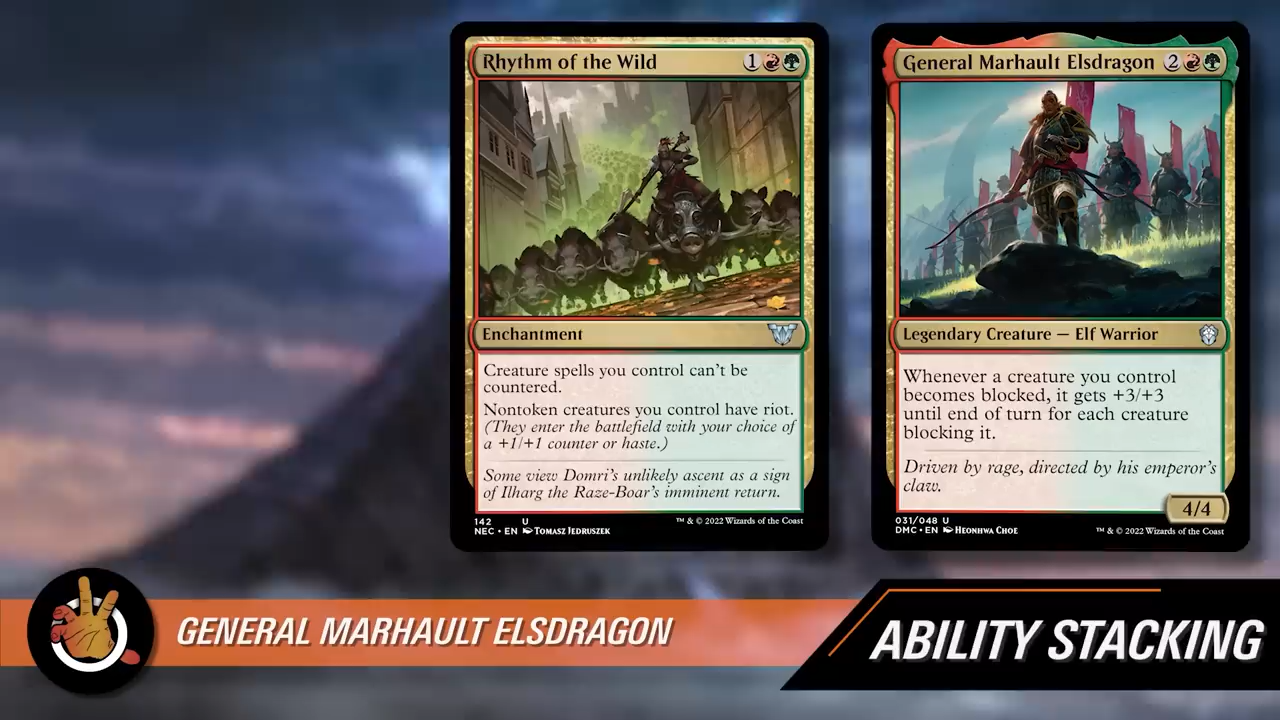 Rhythm of the Wild 1
Enchantment
Creature spells you control can't be
countered.
Nontoken creatures you control have riot.
(They enter the battlefield with your choice of
a +1/+1 counter or haste.)
Some view Domri's unlikely ascent as a sign
of Ilharg the Raze-Boar's imminent return.
142 U
NEC • EN Tomasz Jedruszek
™ & © 2022 Wizards of the Coast
General Marhault Elsdragon 2
Legendary Creature — Elf Warrior
Whenever a creature you control
becomes blocked, it gets +3/+3
until end of turn for each creature
blocking it.
Driven by rage, directed by his emperor's
claw.
4/4
031/048 U
DMC • EN Heonhwa Choe
™ & © 2022 Wizards of the Coast
GENERAL MARHAULT ELSDRAGON
ABILITY STACKING